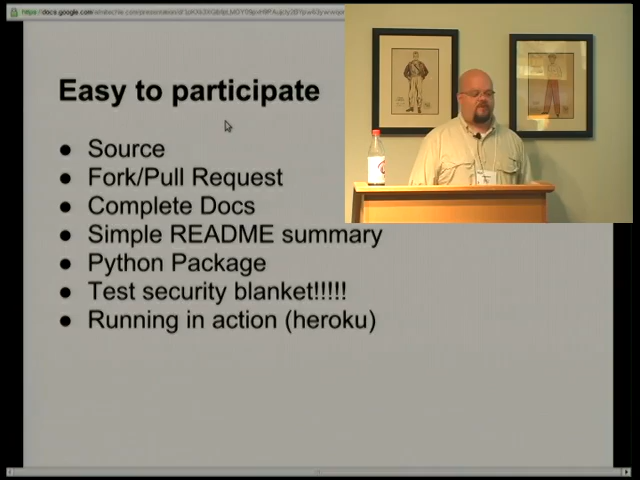 Easy to participate
● Source
● Fork/Pull Request
● Complete Docs
● Simple README summary
● Python Package
● Test security blanket!!!!!
● Running in action (heroku)